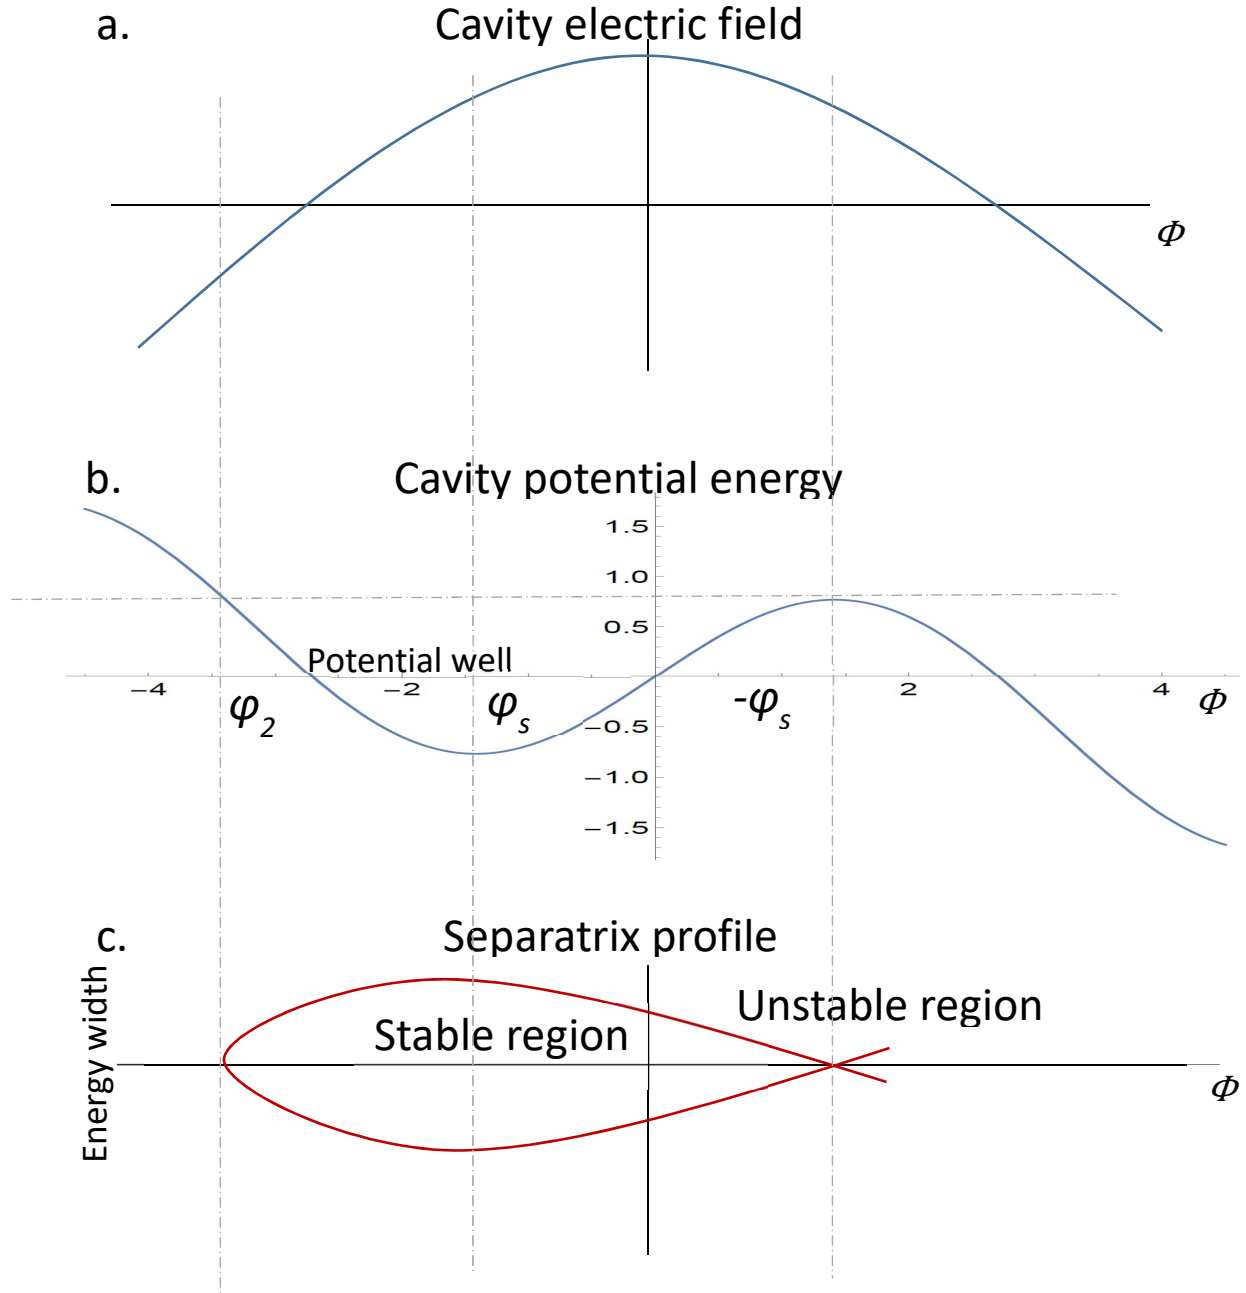 a.
Cavity electric field
Φ
b.
Cavity potential energy
1.5
1.0
0.5
Potential well
−4
−2
2
4
φ2
φs
-φs
Φ
−0.5
−1.0
−1.5
c.
Separatrix profile
Energy width
Unstable region
Stable region
Φ